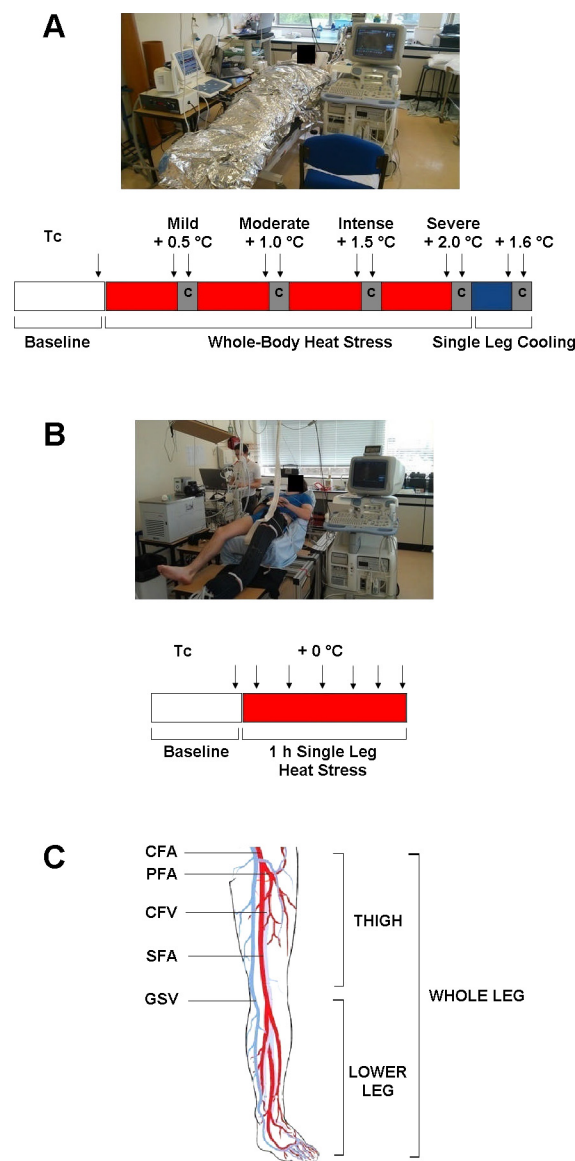 A
Tc
Mild
+ 0.5 °C
Moderate
+ 1.0 °C
Intense
+ 1.5 °C
Severe
+ 2.0 °C
+ 1.6 °C
C
C
C
C
C
Baseline
Whole-Body Heat Stress
Single Leg Cooling
B
Tc
+ 0 °C
Baseline
1 h Single Leg
Heat Stress
C
CFA
PFA
CFV
SFA
GSV
THIGH
WHOLE LEG
LOWER
LEG